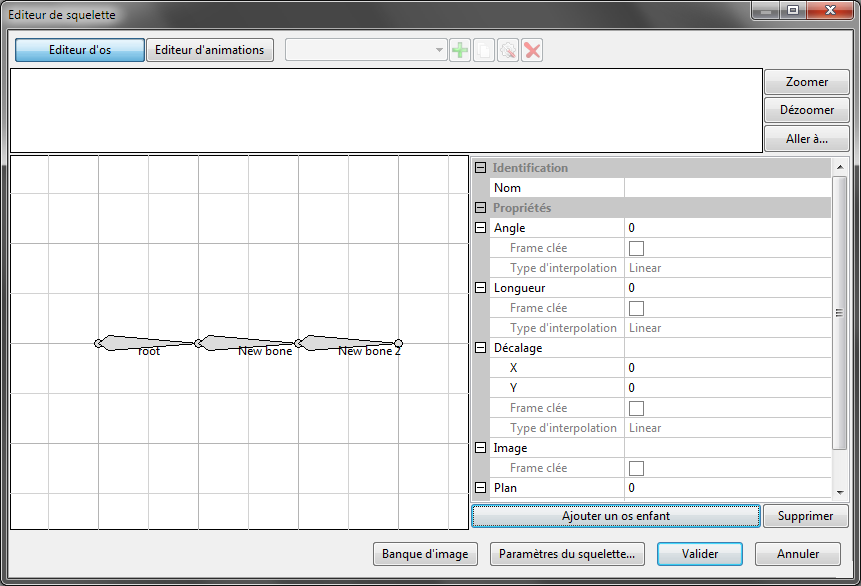 Editeur de squelette
Editeur d'os
Editeur d'animations
Zoomer
Dézoomer
Aller à...
root
New bone
New bone 2
Identification
Nom
Propriétés
Angle 0
Frame clée
Type d'interpolation Linear
Longueur 0
Frame clée
Type d'interpolation Linear
Décalage
X 0
Y 0
Frame clée
Type d'interpolation Linear
Image
Frame clée
Plan 0
Ajouter un os enfant
Supprimer
Banque d'image
Paramètres du squelette...
Valider
Annuler